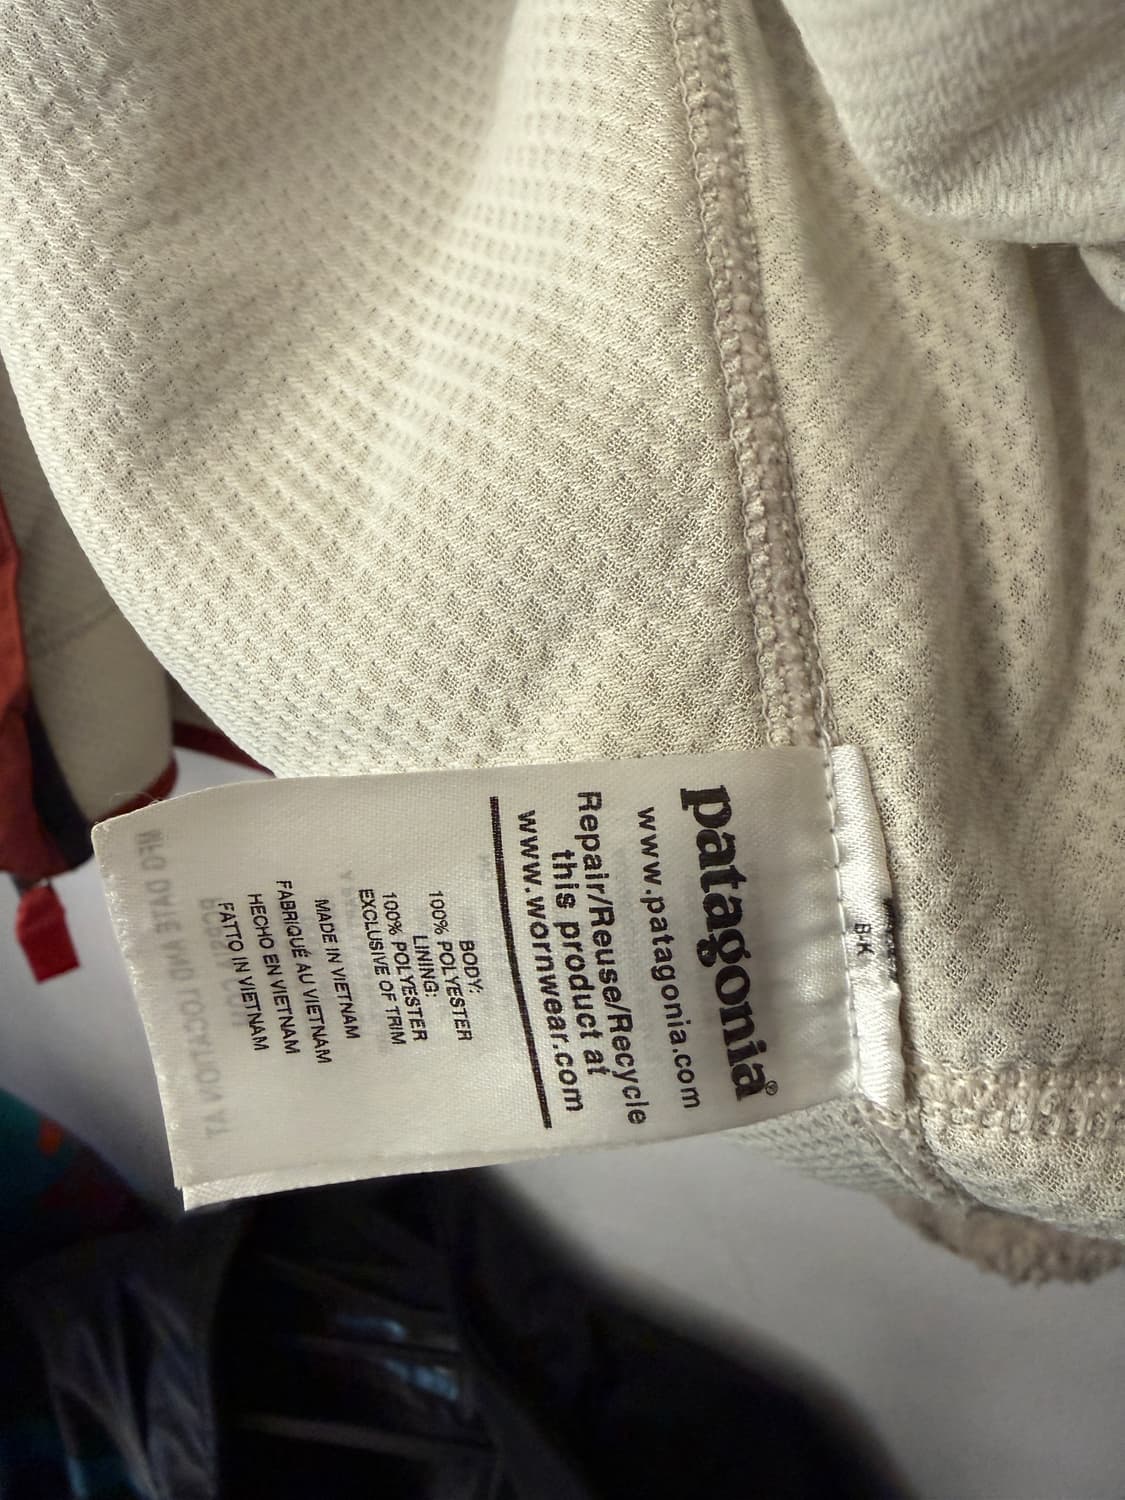 B-K
patagonia®
www.patagonia.com
Repair/Reuse/Recycle
this product at
www.wornwear.com
BODY:
100% POLYESTER
LINING:
100% POLYESTER
EXCLUSIVE OF TRIM
MADE IN VIETNAM
FABRIQUÉ AU VIETNAM
HECHO EN VIETNAM
FATTO IN VIETNAM